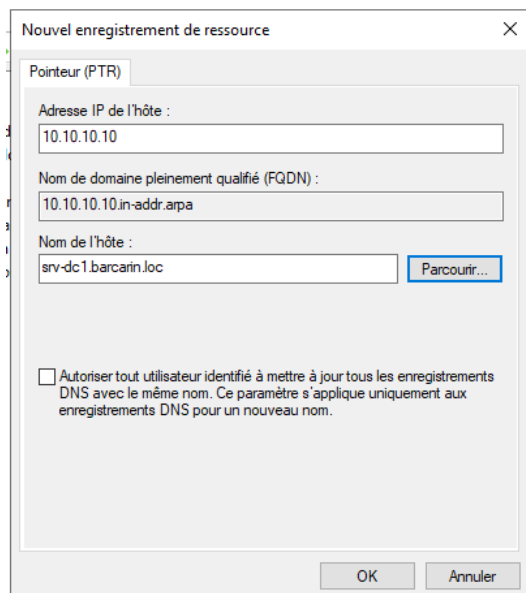 Nouvel enregistrement de ressource
Pointeur (PTR)
Adresse IP de l'hôte :
10.10.10.10
Nom de domaine pleinement qualifié (FQDN) :
10.10.10.10.in-addr.arpa
Nom de l'hôte :
srv-dc1.barcarin.loc
Parcourir...
Autoriser tout utilisateur identifié à mettre à jour tous les enregistrements
DNS avec le même nom. Ce paramètre s'applique uniquement aux
enregistrements DNS pour un nouveau nom.
OK
Annuler